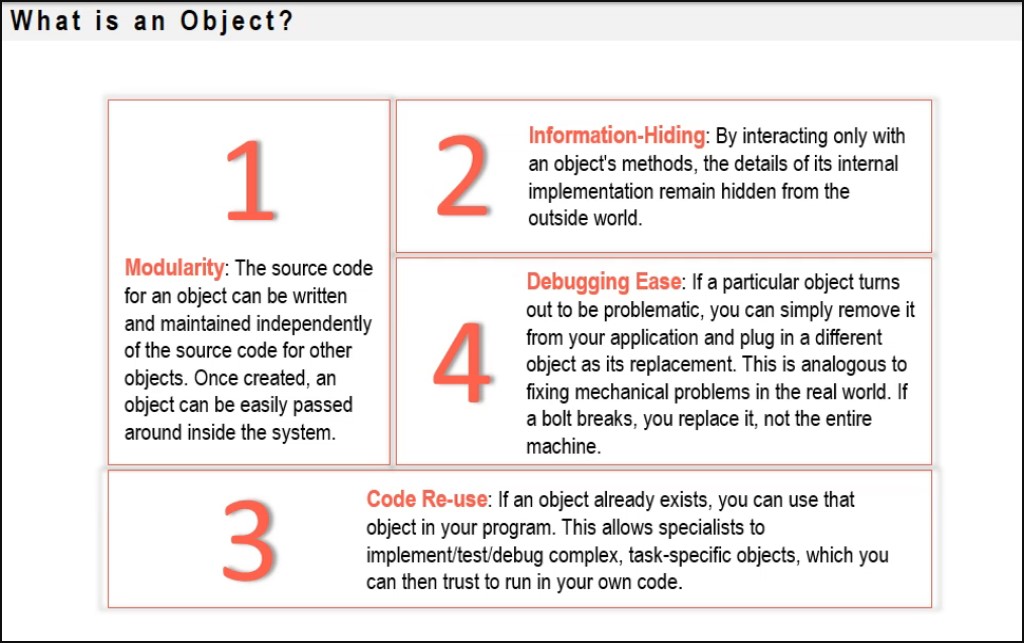 What is an Object?
1
Modularity: The source code
for an object can be written
and maintained independently
of the source code for other
objects. Once created, an
object can be easily passed
around inside the system.
2
Information-Hiding: By interacting only with
an object's methods, the details of its internal
implementation remain hidden from the
outside world.
4
Debugging Ease: If a particular object turns
out to be problematic, you can simply remove it
from your application and plug in a different
object as its replacement. This is analogous to
fixing mechanical problems in the real world. If
a bolt breaks, you replace it, not the entire
machine.
3
Code Re-use: If an object already exists, you can use that
object in your program. This allows specialists to
implement/test/debug complex, task-specific objects, which you
can then trust to run in your own code.